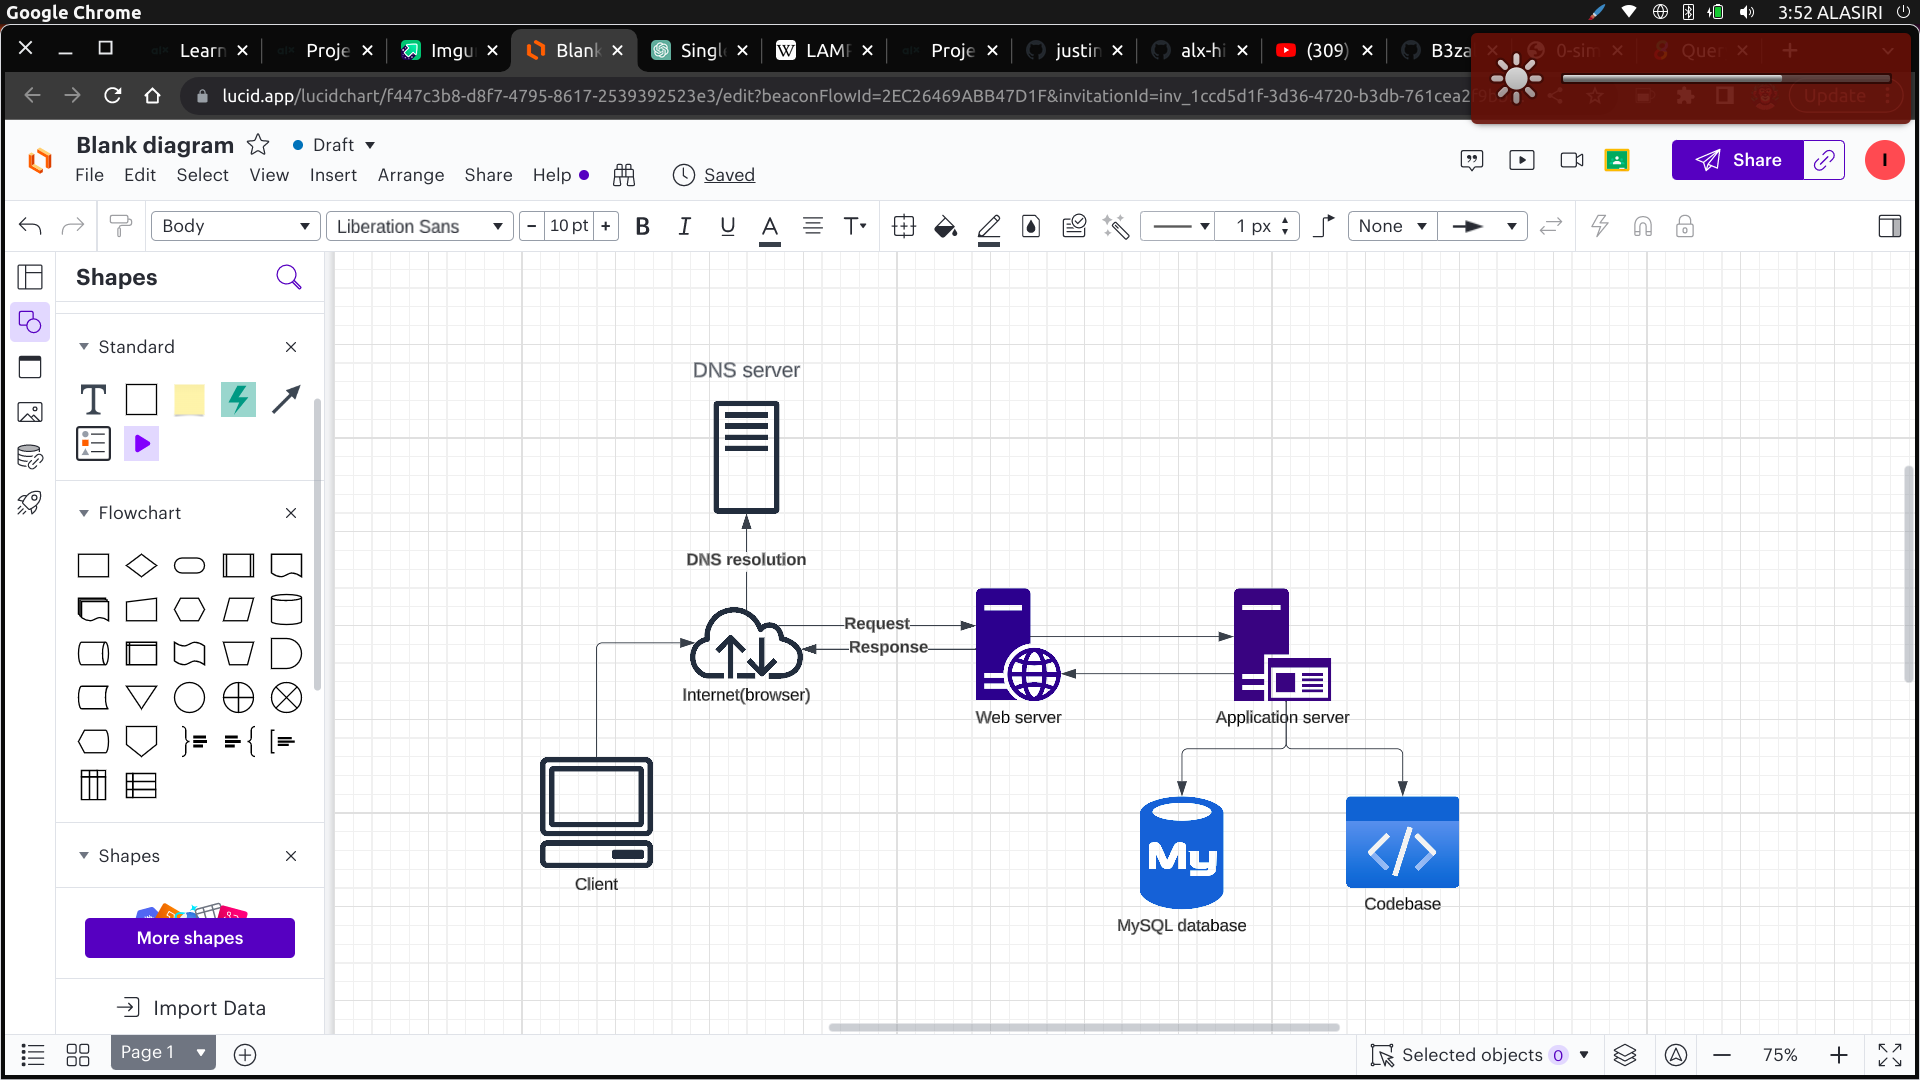 Google Chrome
3:52 ALASIRI
Learn
Proje
Imgu
Blank
Singl
LAMP
Proje
justin
alx-hi
(309)
B3za
0-sim
Quer
lucid.app/lucidchart/f447c3b8-d8f7-4795-8617-2539392523e3/edit?beaconFlowId=2EC26469ABB47D1F&invitationId=inv_1ccd5d1f-3d36-4720-b3db-761cea2
Update
Blank diagram
Draft
File Edit Select View Insert Arrange Share Help
Saved
Share
I
Body
Liberation Sans
− 10 pt +
B I U A
1 px
None
Shapes
Standard
Flowchart
Shapes
More shapes
Import Data
DNS server
DNS resolution
Request
Response
Internet(browser)
Web server
Application server
Client
My
MySQL database
Codebase
Page 1
Selected objects 0
75%